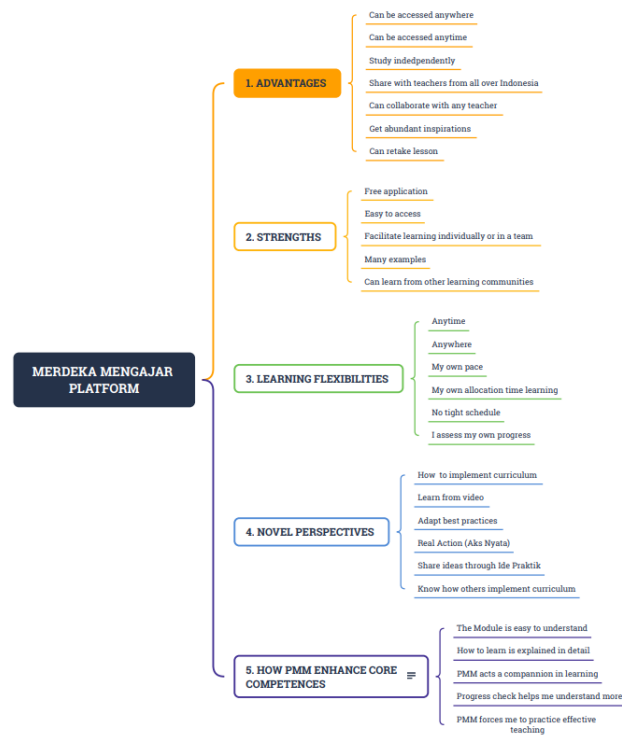 MERDEKA MENGAJAR
PLATFORM
1. ADVANTAGES
Can be accessed anywhere
Can be accessed anytime
Study indedpendently
Share with teachers from all over Indonesia
Can collaborate with any teacher
Get abundant inspirations
Can retake lesson
2. STRENGTHS
Free application
Easy to access
Facilitate learning individually or in a team
Many examples
Can learn from other learning communities
3. LEARNING FLEXIBILITIES
Anytime
Anywhere
My own pace
My own allocation time learning
No tight schedule
I assess my own progress
4. NOVEL PERSPECTIVES
How to implement curriculum
Learn from video
Adapt best practices
Real Action (Aks Nyata)
Share ideas through Ide Praktik
Know how others implement curriculum
5. HOW PMM ENHANCE CORE
COMPETENCES
The Module is easy to understand
How to learn is explained in detail
PMM acts a compannion in learning
Progress check helps me understand more
PMM forces me to practice effective
teaching